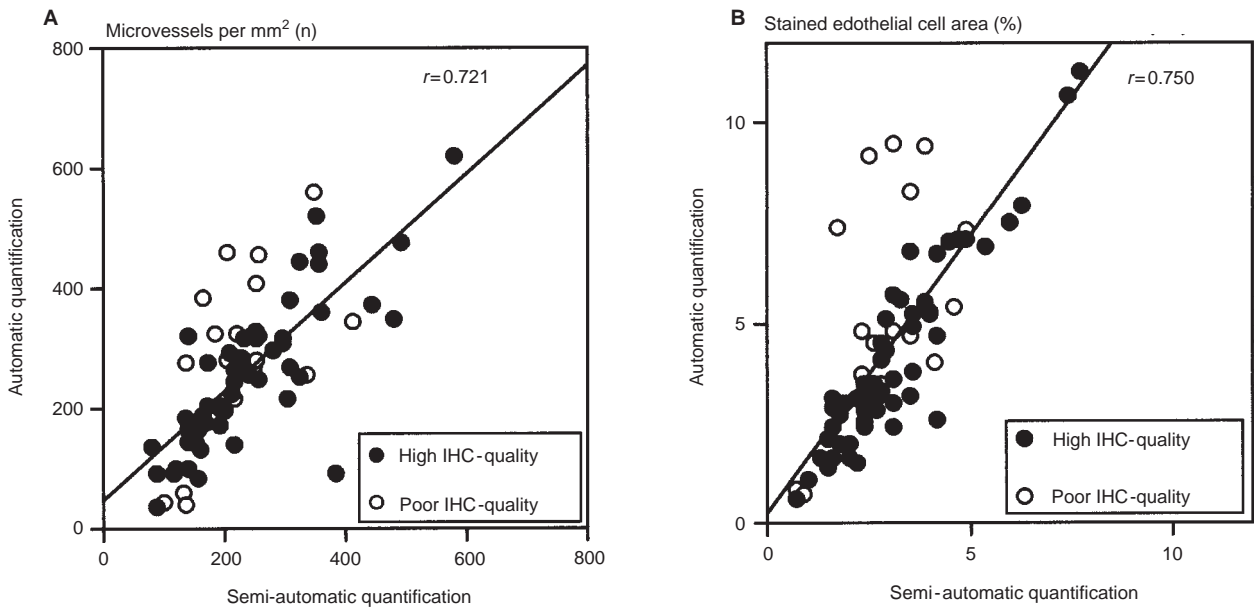 A
Microvessels per mm² (n)
800
r=0.721
600
400
200
0
0 200 400 600 800
Automatic quantification
Semi-automatic quantification
High IHC-quality
Poor IHC-quality
B
Stained edothelial cell area (%)
r=0.750
10
5
0
0 5 10
Automatic quantification
Semi-automatic quantification
High IHC-quality
Poor IHC-quality